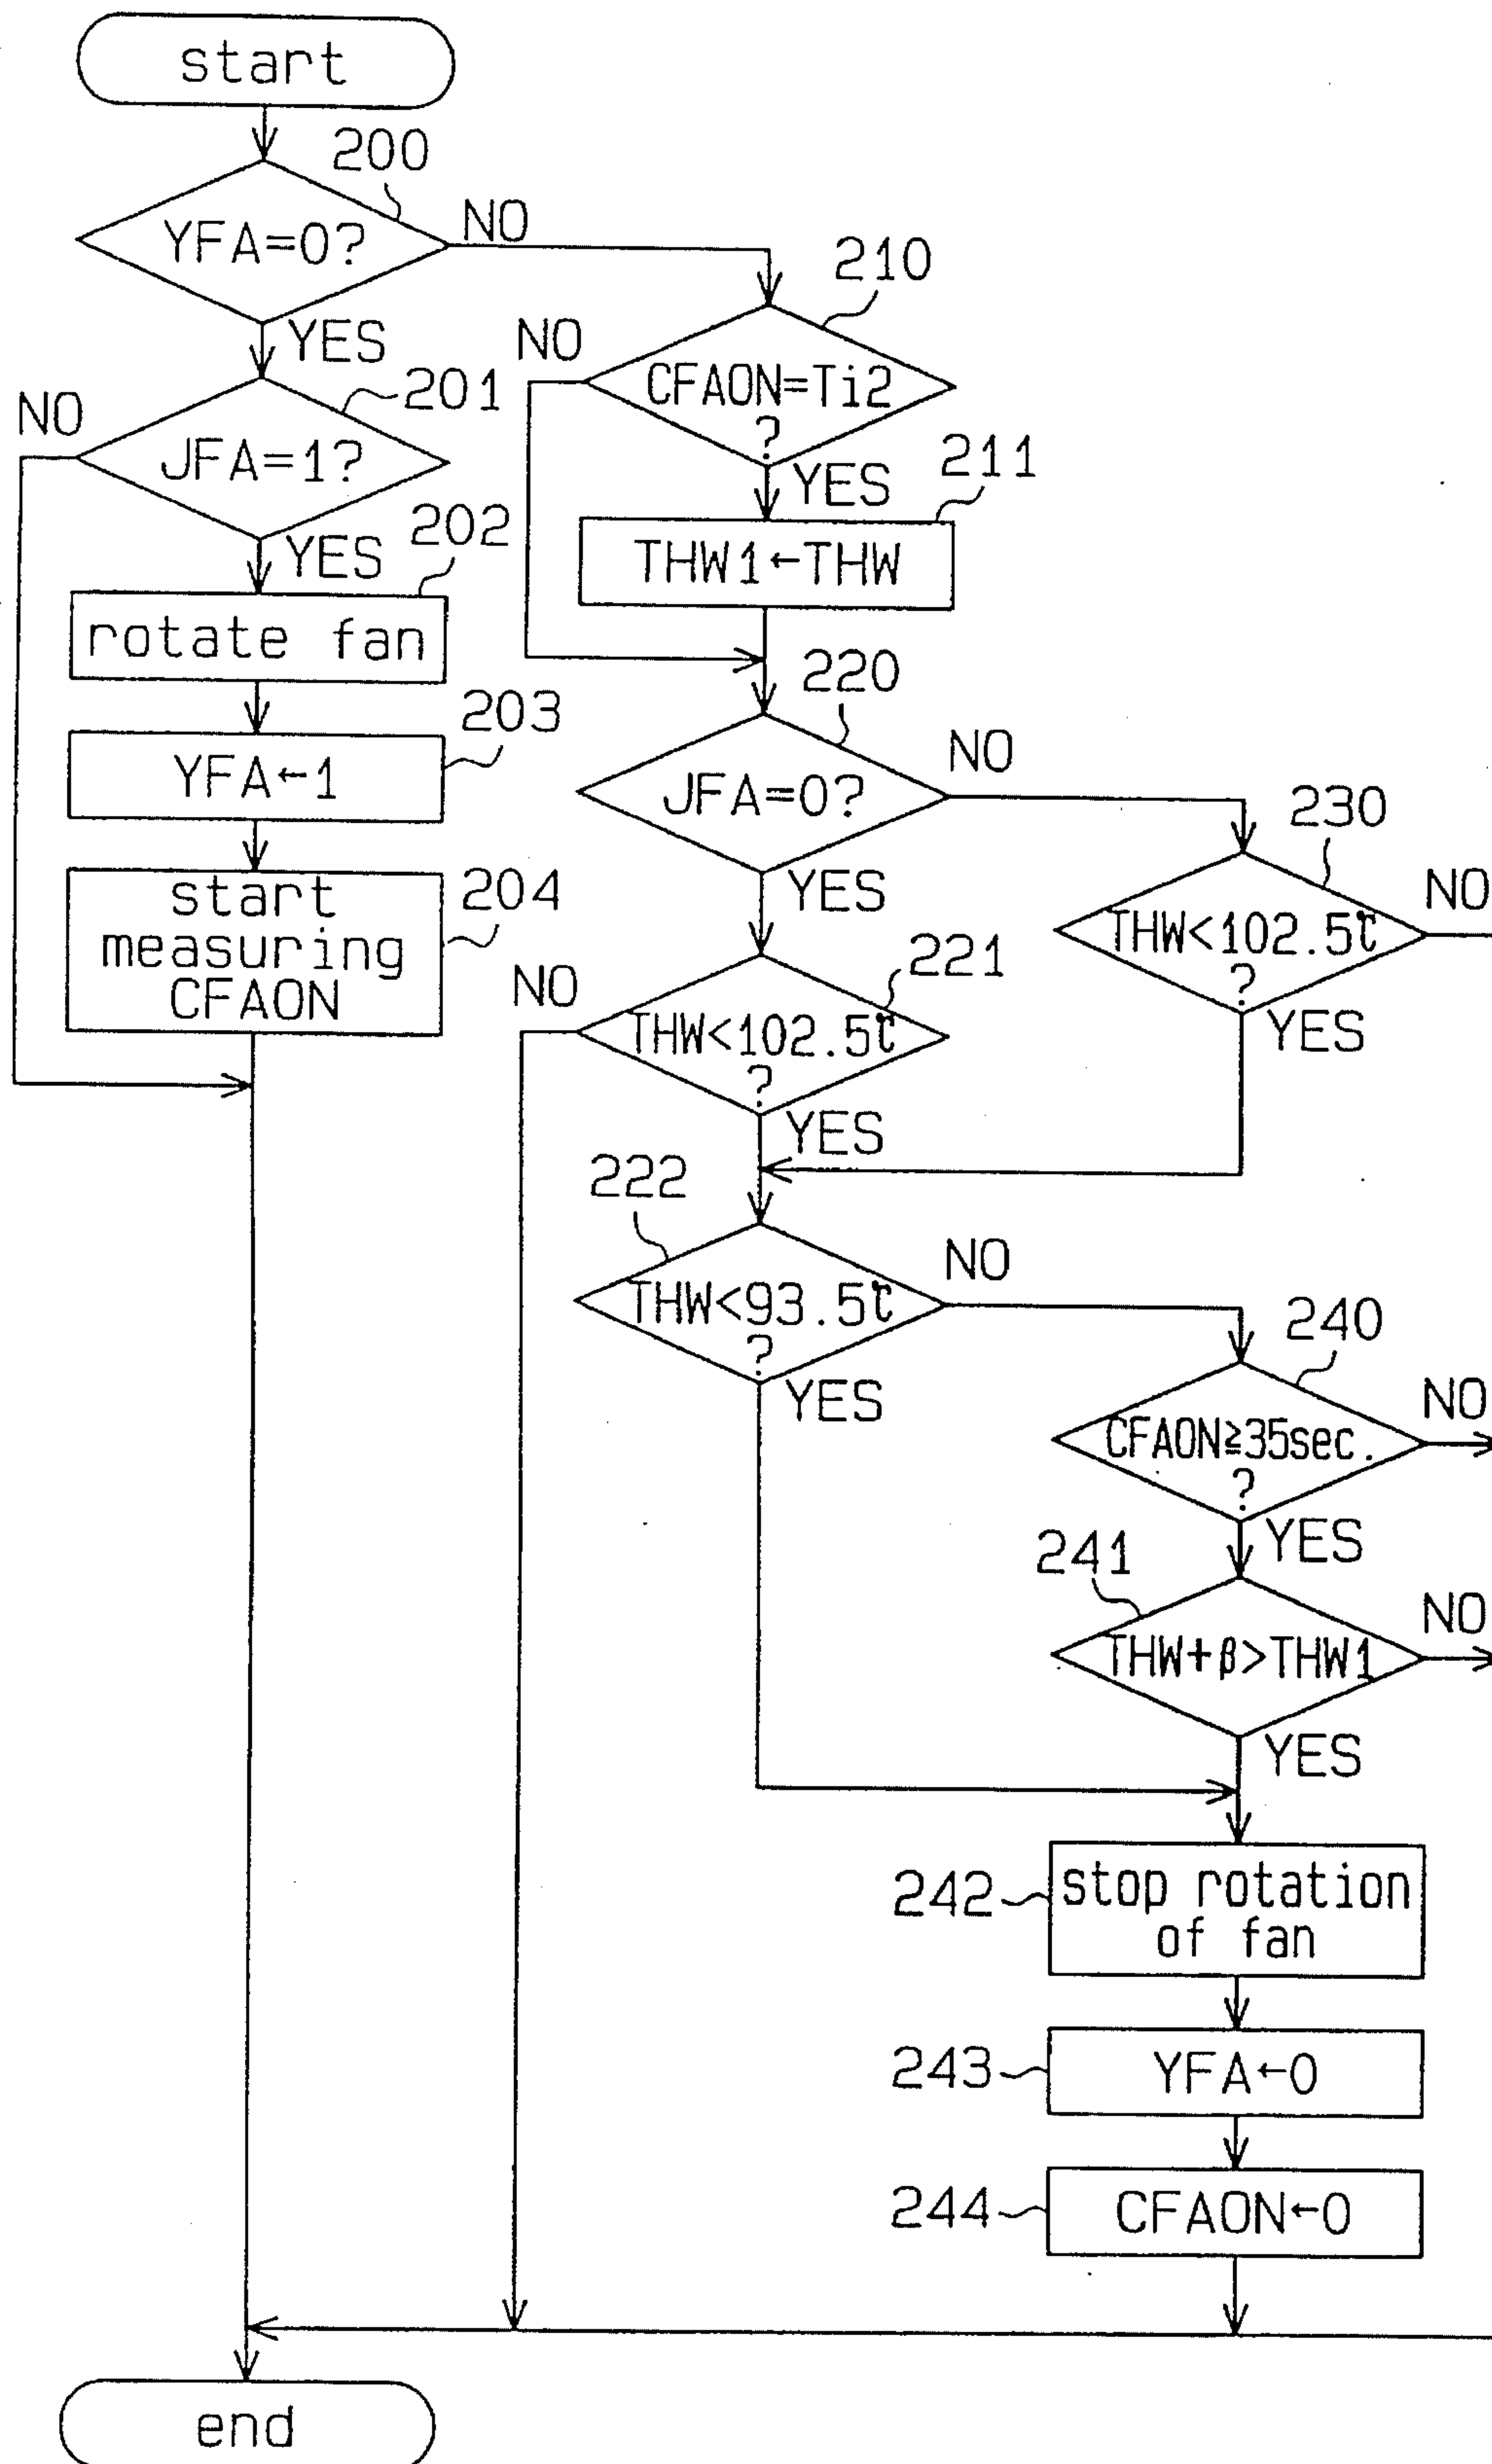 start
200
YFA=0?
NO
YES
210
NO
CFAON=Ti2
?
YES
201
NO
JFA=1?
YES
211
THW1←THW
202
rotate fan
203
YFA←1
204
start
measuring
CFAON
220
JFA=0?
NO
YES
230
THW<102.5℃
?
NO
YES
221
NO
THW<102.5℃
?
YES
222
THW<93.5℃
?
NO
YES
240
CFAON≧35sec.
?
NO
YES
241
THW+β>THW1
NO
YES
242
stop rotation
of fan
243
YFA←0
244
CFAON←0
end